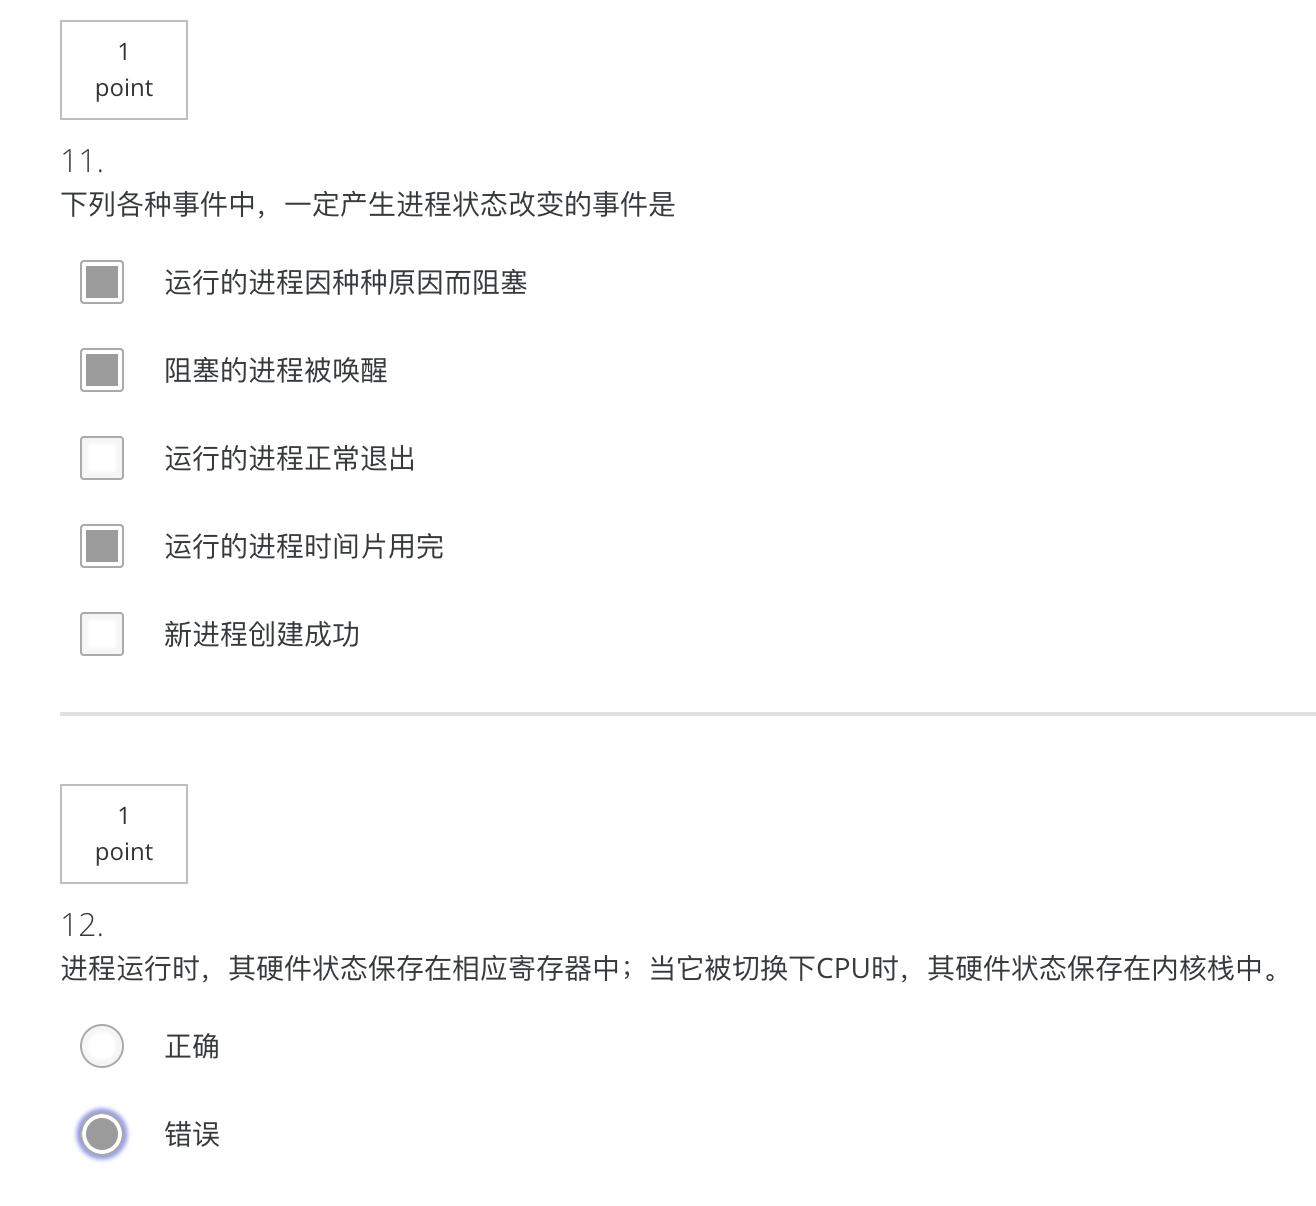 1
point
11.
下列各种事件中，一定产生进程状态改变的事件是
运行的进程因种种原因而阻塞
阻塞的进程被唤醒
运行的进程正常退出
运行的进程时间片用完
新进程创建成功
1
point
12.
进程运行时，其硬件状态保存在相应寄存器中；当它被切换下CPU时，其硬件状态保存在内核栈中。
正确
错误